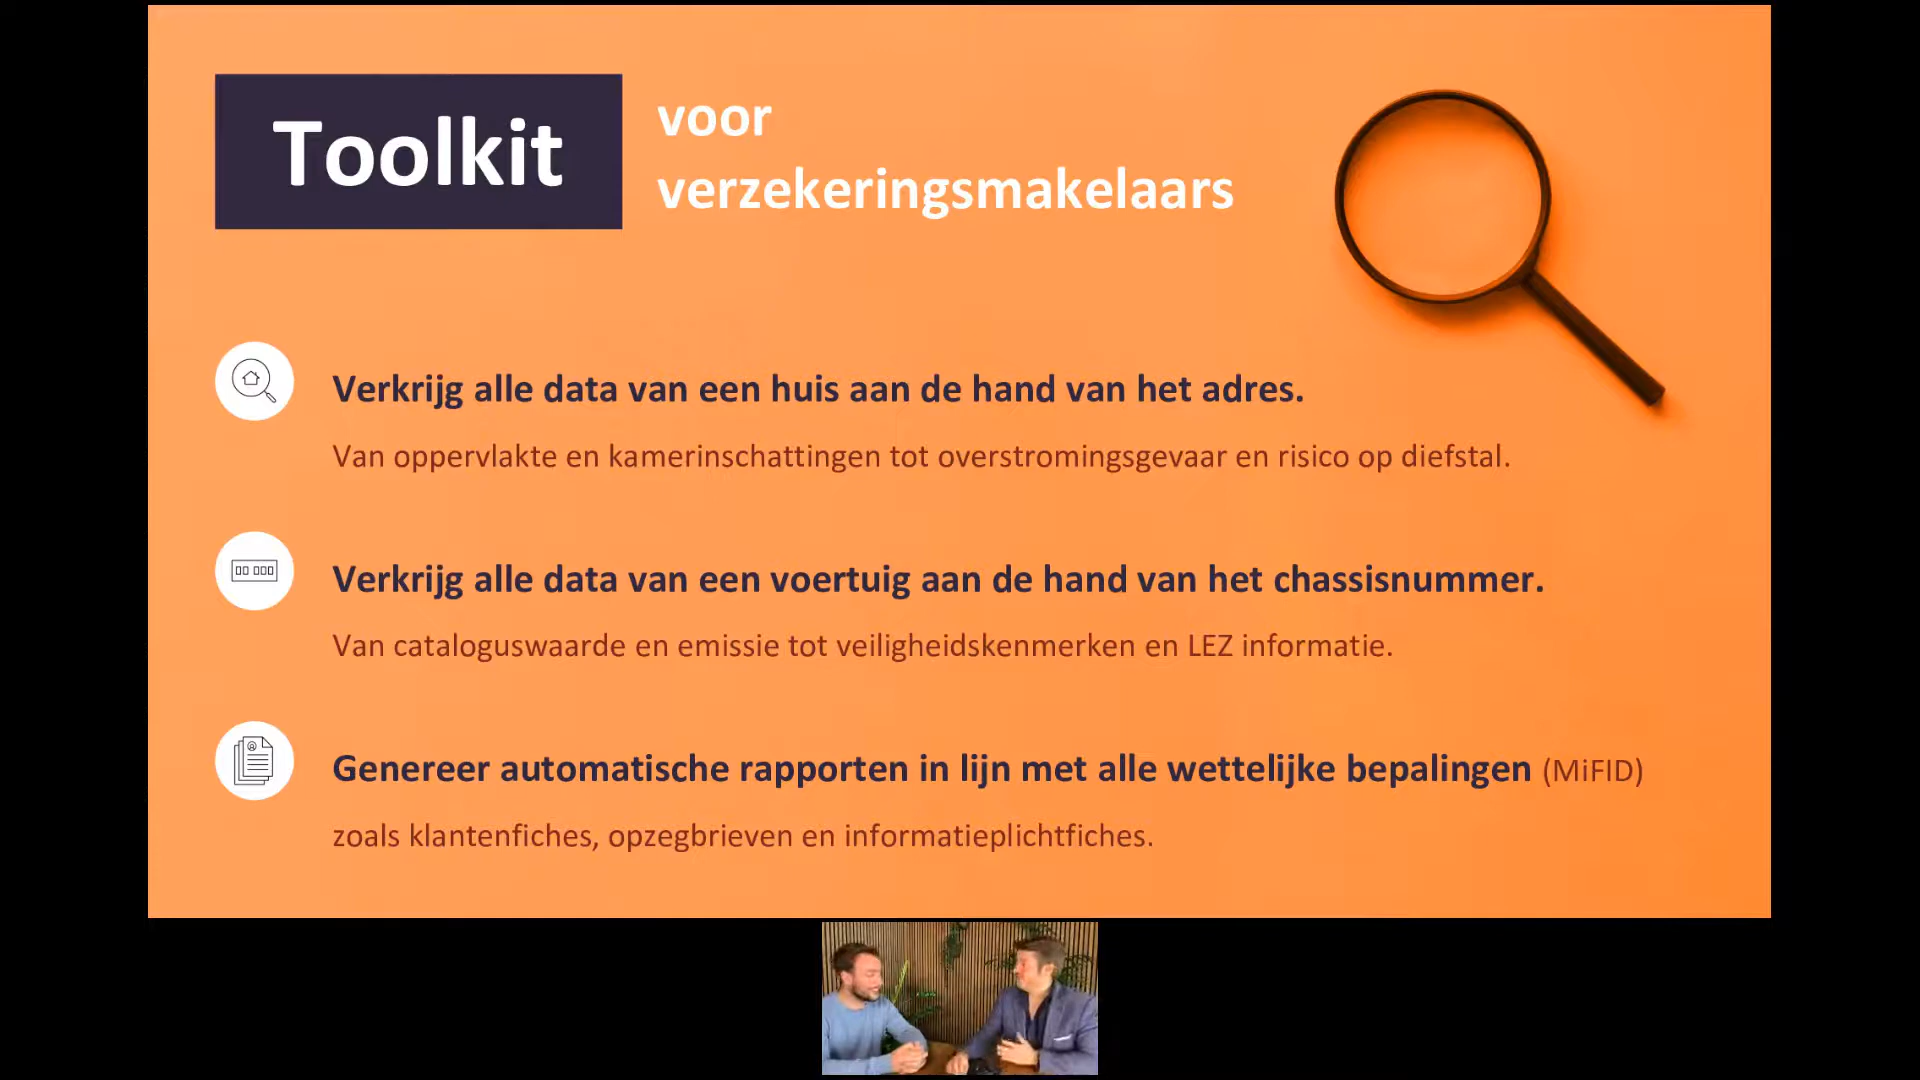 Toolkit
voor
verzekeringsmakelaars
Verkrijg alle data van een huis aan de hand van het adres.
Van oppervlakte en kamerinschattingen tot overstromingsgevaar en risico op diefstal.
Verkrijg alle data van een voertuig aan de hand van het chassisnummer.
Van cataloguswaarde en emissie tot veiligheidskenmerken en LEZ informatie.
Genereer automatische rapporten in lijn met alle wettelijke bepalingen (MiFID)
zoals klantenfiches, opzegbrieven en informatieplichtfiches.